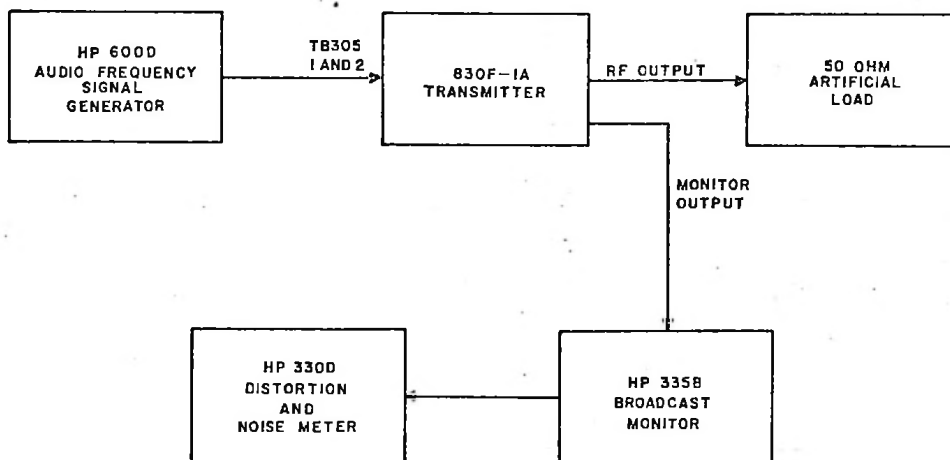 HP 600D
AUDIO FREQUENCY
SIGNAL
GENERATOR
TB305
1 AND 2
830F-1A
TRANSMITTER
RF OUTPUT
50 OHM
ARTIFICIAL
LOAD
MONITOR
OUTPUT
HP 330D
DISTORTION
AND
NOISE METER
HP 335B
BROADCAST
MONITOR